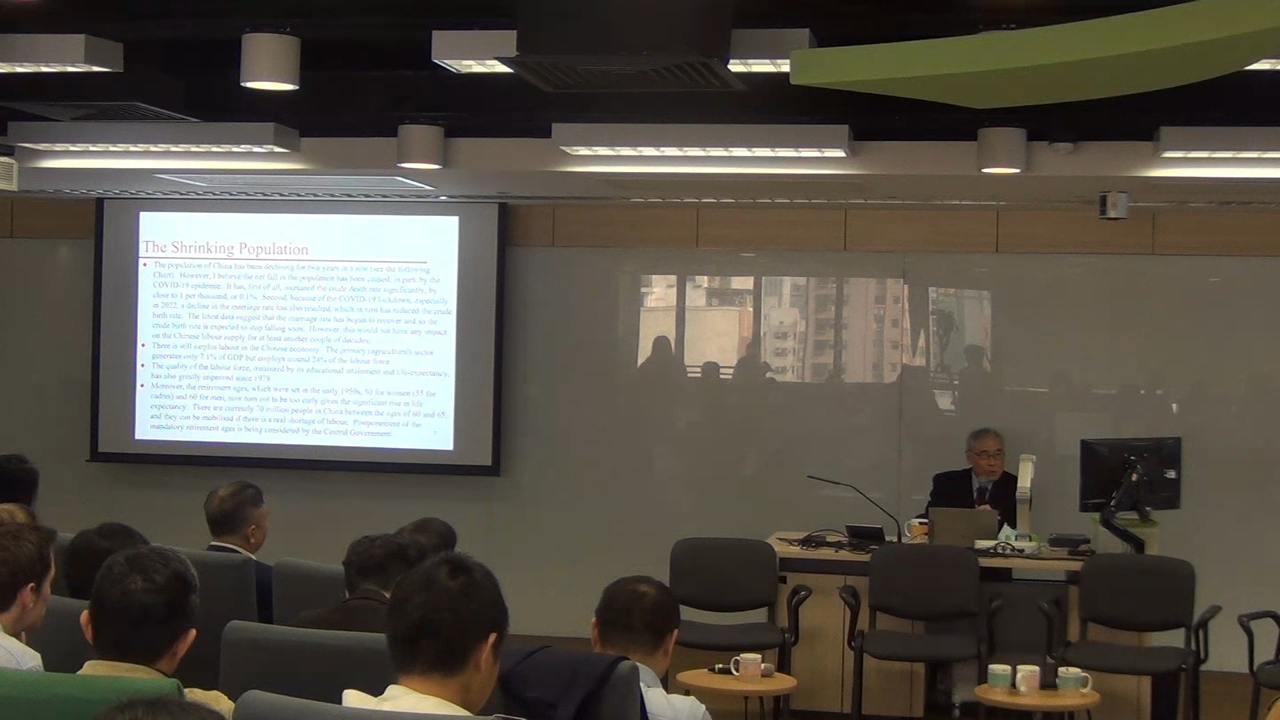 The Shrinking Population
The population of China has been declining for two years in a row (see the following
Chart). However, I believe the net fall in the population has been caused, in part, by the
COVID-19 epidemic. It has, first of all, increased the crude death rate significantly, by
close to 1 per thousand, or 0.1%. Second, because of the COVID-19 lockdown, especially
in 2022, a decline in the marriage rate has also resulted, which in turn has reduced the crude
birth rate. The latest data suggest that the marriage rate has begun to recover and so the
crude birth rate is expected to stop falling soon. However, this would not have any impact
on the Chinese labour supply for at least another couple of decades.
There is still surplus labour in the Chinese economy. The primary (agriculture) sector
generates only 7.1% of GDP but employs around 24% of the labour force.
The quality of the labour force, measured by its educational attainment and life-expectancy,
has also greatly improved since 1978.
Moreover, the retirement ages, which were set in the early 1950s, 50 for women (55 for
cadres) and 60 for men, now turn out to be too early given the significant rise in life
expectancy. There are currently 70 million people in China between the ages of 60 and 65,
and they can be mobilised if there is a real shortage of labour. Postponement of the
mandatory retirement ages is being considered by the Central Government.